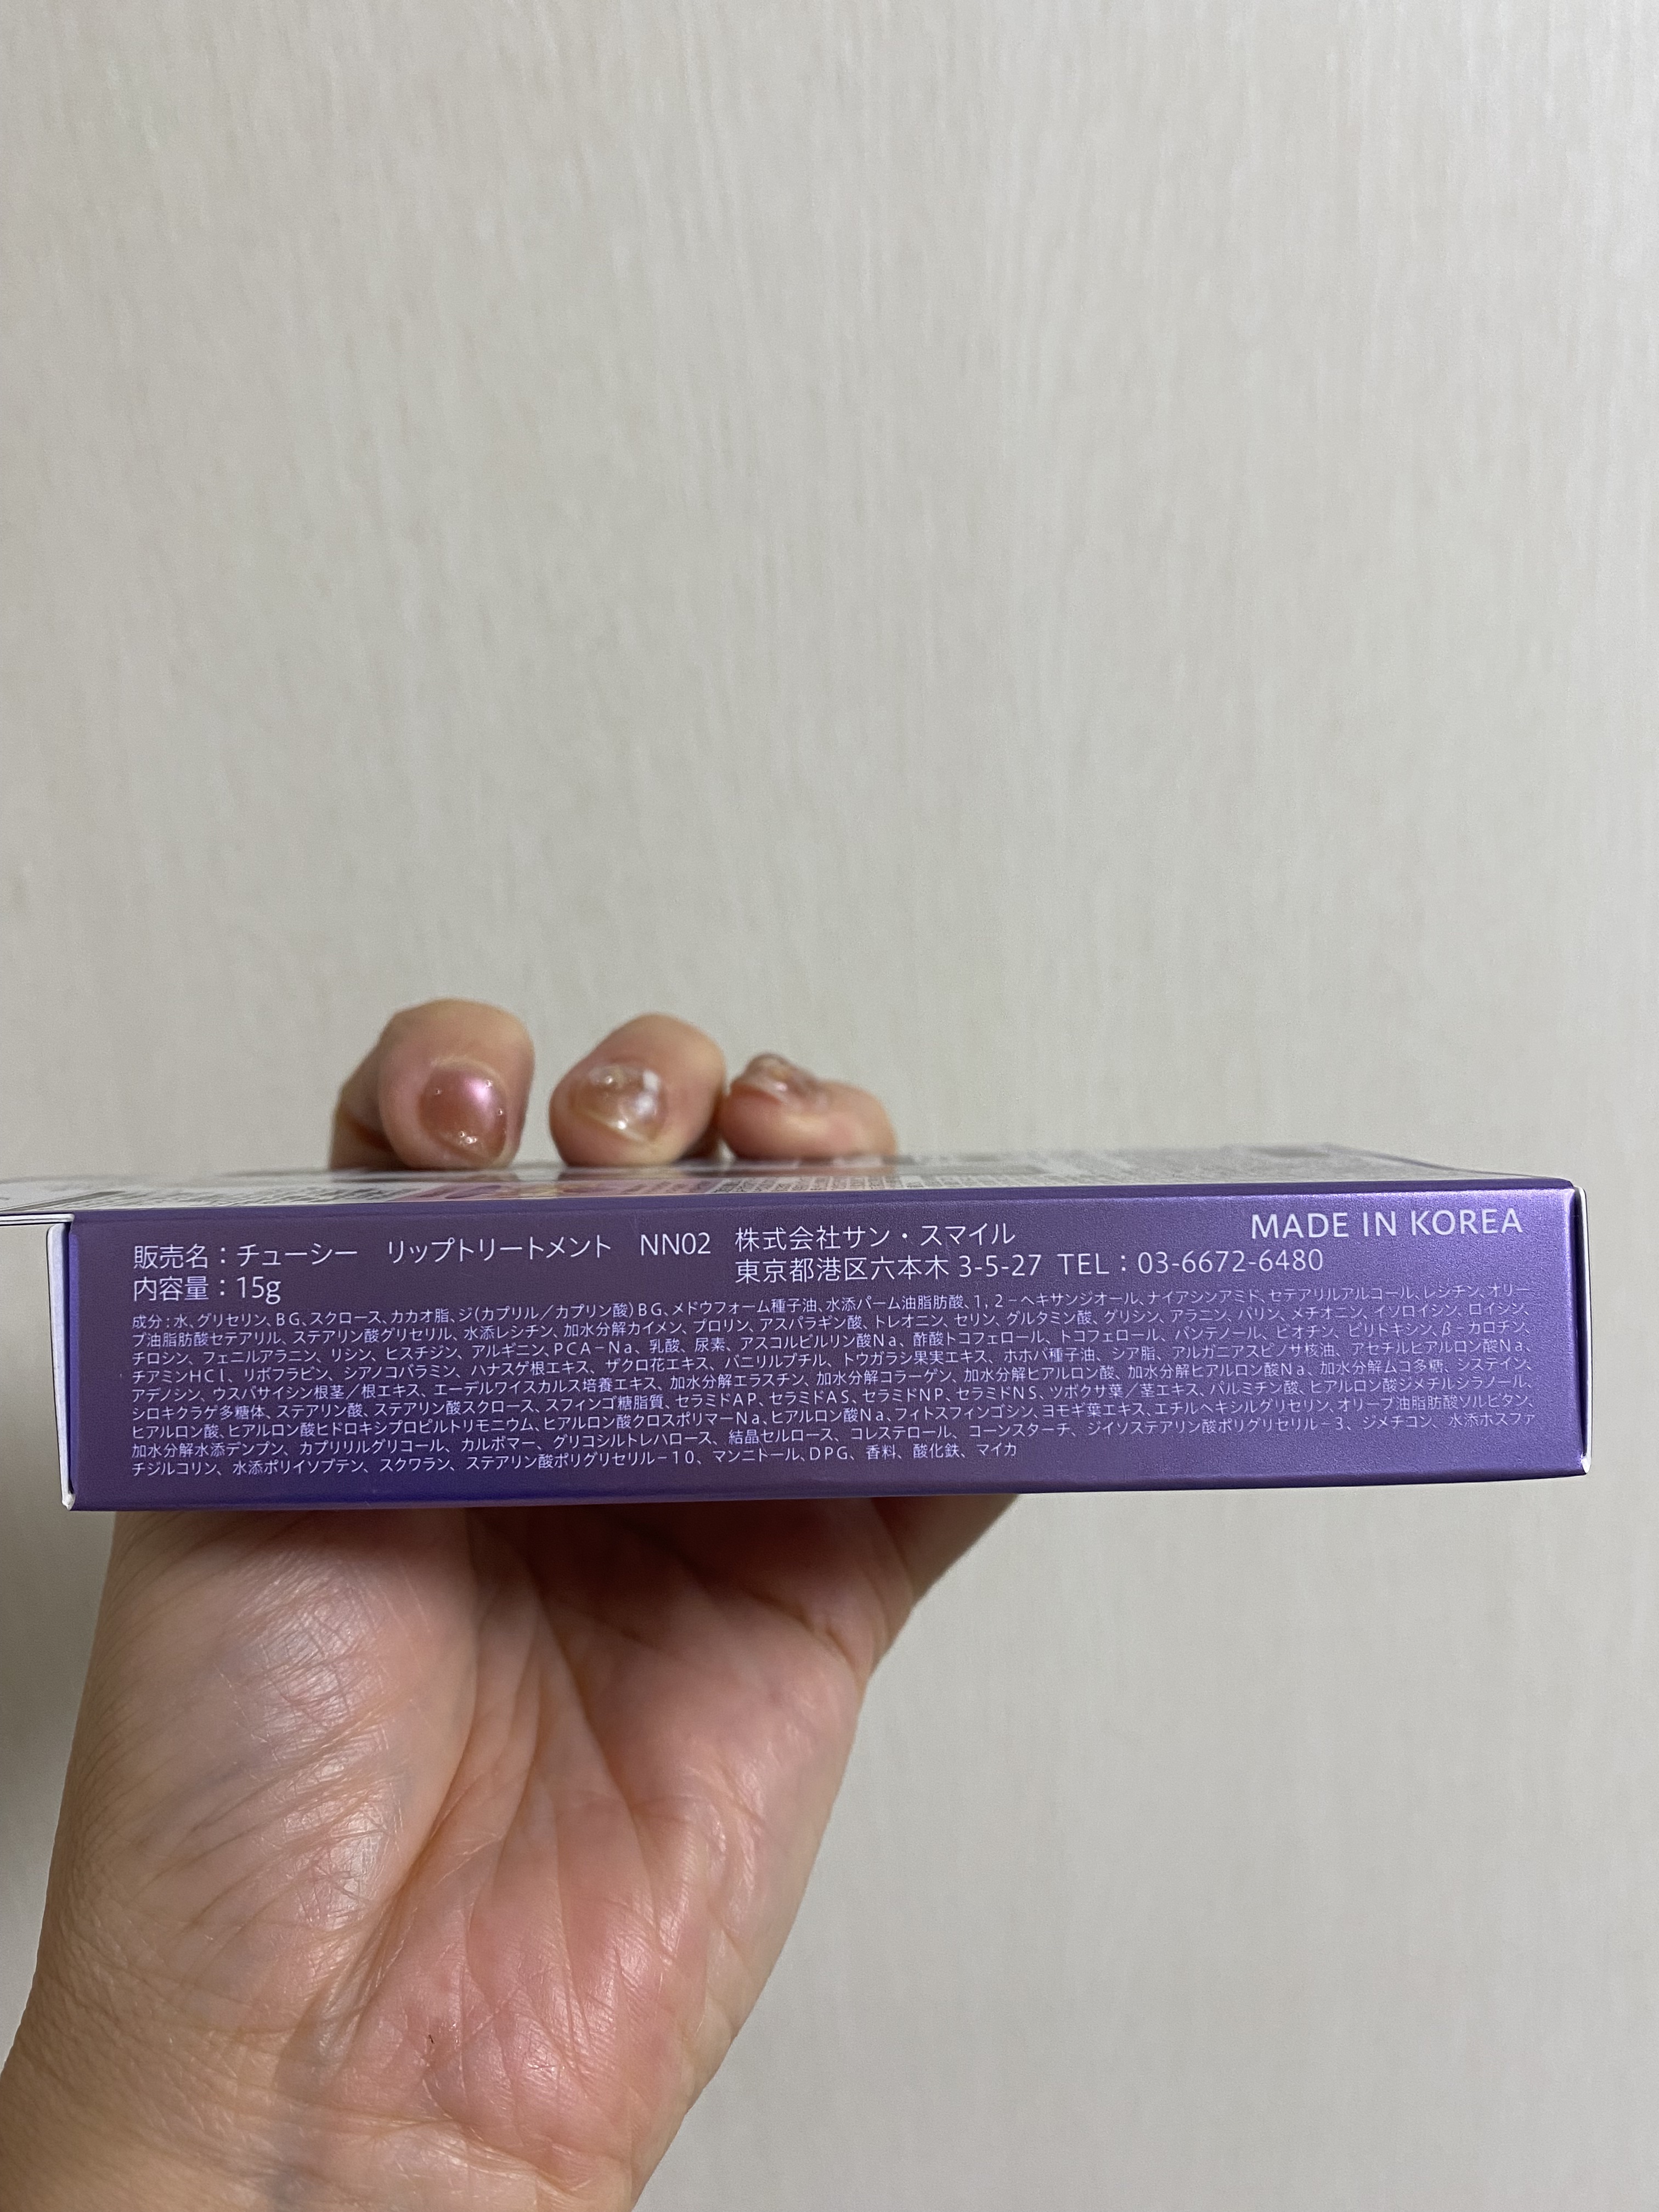 販売名：チューシー　リップトリートメント　NN02
内容量：15g
株式会社サン・スマイル
東京都港区六本木 3-5-27 TEL：03-6672-6480
MADE IN KOREA
成分：水、グリセリン、BG、スクロース、カカオ脂、ジ(カプリル／カプリン酸)BG、メドウフォーム種子油、水添パーム油脂肪酸、1,2－ヘキサンジオール、ナイアシンアミド、セテアリルアルコール、レシチン、オリー
ブ油脂肪酸セテアリル、ステアリン酸グリセリル、水添レシチン、加水分解カイメン、プロリン、アスパラギン酸、トレオニン、セリン、グルタミン酸、グリシン、アラニン、バリン、メチオニン、イソロイシン、ロイシン、
チロシン、フェニルアラニン、リシン、ヒスチジン、アルギニン、PCA－Na、乳酸、尿素、アスコルビルリン酸Na、酢酸トコフェロール、トコフェロール、パンテノール、ビオチン、ピリドキシン、β－カロチン、
チアミンHCl、リボフラビン、シアノコバラミン、ハナスゲ根エキス、ザクロ花エキス、バニリルブチル、トウガラシ果実エキス、ホホバ種子油、シア脂、アルガニアスピノサ核油、アセチルヒアルロン酸Na、
アデノシン、ウスバサイシン根茎／根エキス、エーデルワイスカルス培養エキス、加水分解エラスチン、加水分解コラーゲン、加水分解ヒアルロン酸、加水分解ヒアルロン酸Na、加水分解ムコ多糖、システイン、
シロキクラゲ多糖体、ステアリン酸、ステアリン酸スクロース、スフィンゴ糖脂質、セラミドAP、セラミドAS、セラミドNP、セラミドNS、ツボクサ葉／茎エキス、パルミチン酸、ヒアルロン酸ジメチルシラノール、
ヒアルロン酸、ヒアルロン酸ヒドロキシプロピルトリモニウム、ヒアルロン酸クロスポリマーNa、ヒアルロン酸Na、フィトスフィンゴシン、ヨモギ葉エキス、エチルヘキシルグリセリン、オリーブ油脂肪酸ソルビタン、
加水分解水添デンプン、カプリリルグリコール、カルボマー、グリコシルトレハロース、結晶セルロース、コレステロール、コーンスターチ、ジイソステアリン酸ポリグリセリル－3、ジメチコン、水添ホスファ
チジルコリン、水添ポリイソブテン、スクワラン、ステアリン酸ポリグリセリル－10、マンニトール、DPG、香料、酸化鉄、マイカ